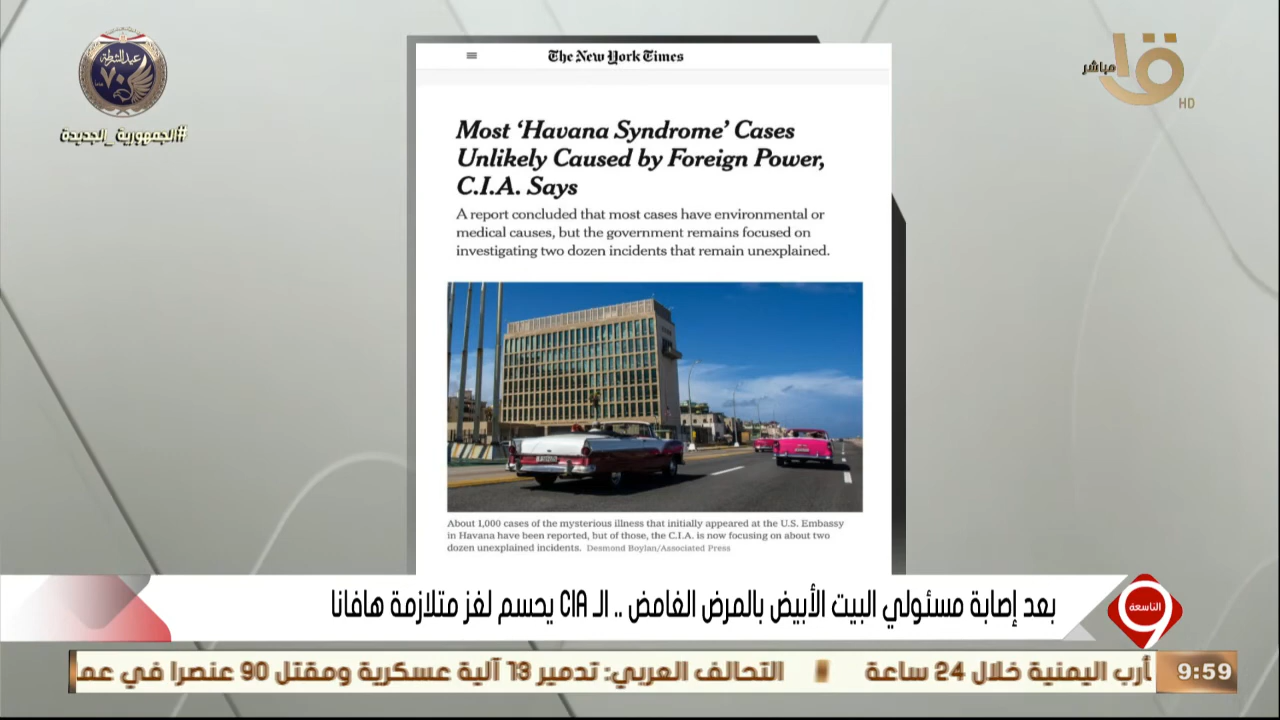 عيد الشرطة
٧٠
#الجمهورية_الجديدة
مباشر
HD
The New York Times
Most ‘Havana Syndrome’ Cases
Unlikely Caused by Foreign Power,
C.I.A. Says
A report concluded that most cases have environmental or
medical causes, but the government remains focused on
investigating two dozen incidents that remain unexplained.
About 1,000 cases of the mysterious illness that initially appeared at the U.S. Embassy
in Havana have been reported, but of those, the C.I.A. is now focusing on about two
dozen unexplained incidents. Desmond Boylan/Associated Press
بعد إصابة مسئولي البيت الأبيض بالمرض الغامض .. الـ CIA يحسم لغز متلازمة هافانا
التاسعة
9
مأرب اليمنية خلال 24 ساعة التحالف العربي: تدمير 13 آلية عسكرية ومقتل 90 عنصرا في عم
9:59